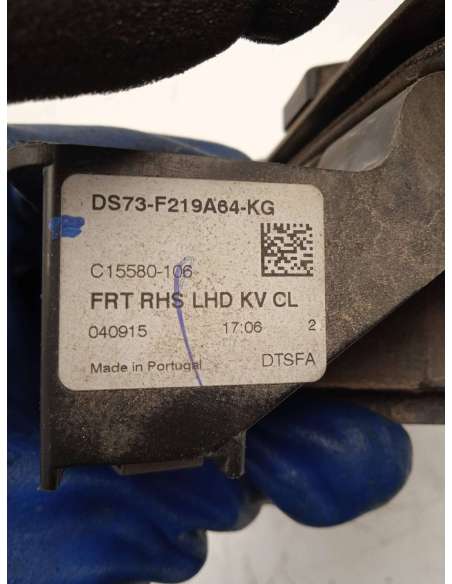 DS73-F219A64-KG
C15580-106
FRT RHS LHD KV CL
040915 17:06 2
Made in Portugal DTSFA